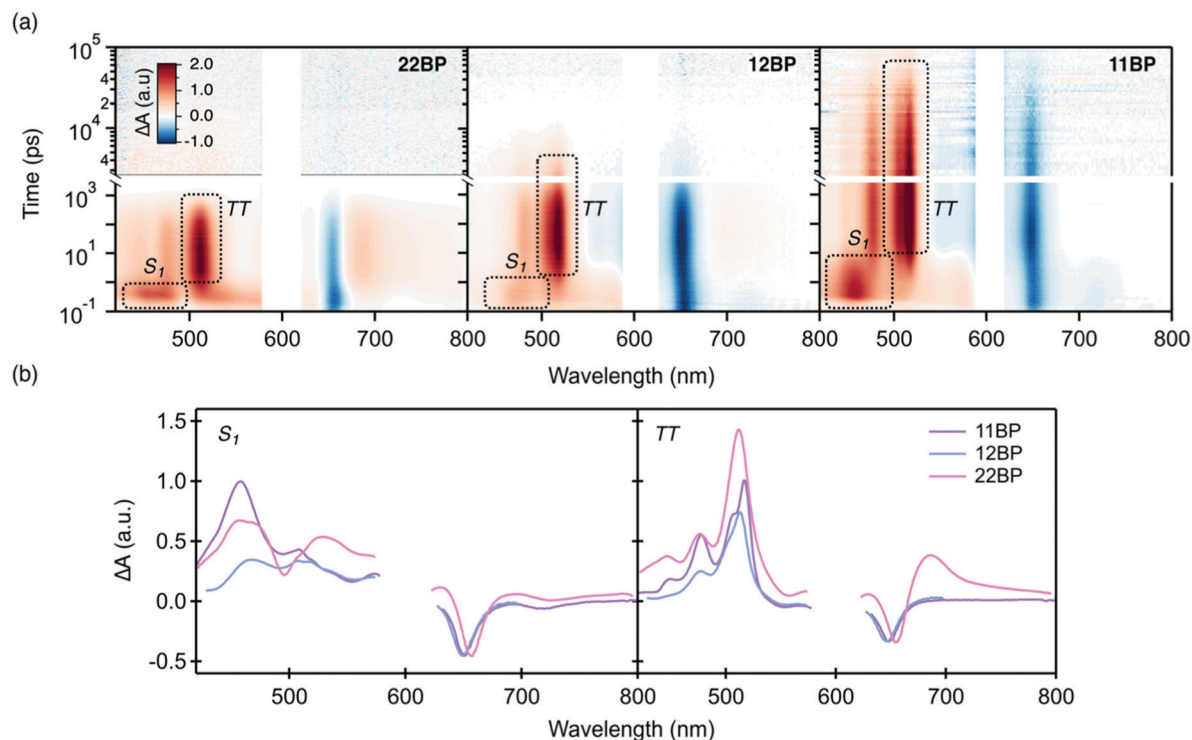 (a)
22BP
12BP
11BP
ΔA (a.u)
2.0
1.0
0.0
-1.0
Time (ps)
10^5
4
2
10^4
4
10^3
10^1
10^-1
TT
S1
TT
S1
TT
S1
500
600
700
800
500
600
700
800
500
600
700
800
Wavelength (nm)
(b)
S1
TT
11BP
12BP
22BP
ΔA (a.u.)
1.5
1.0
0.5
0.0
-0.5
500
600
700
800
500
600
700
800
Wavelength (nm)